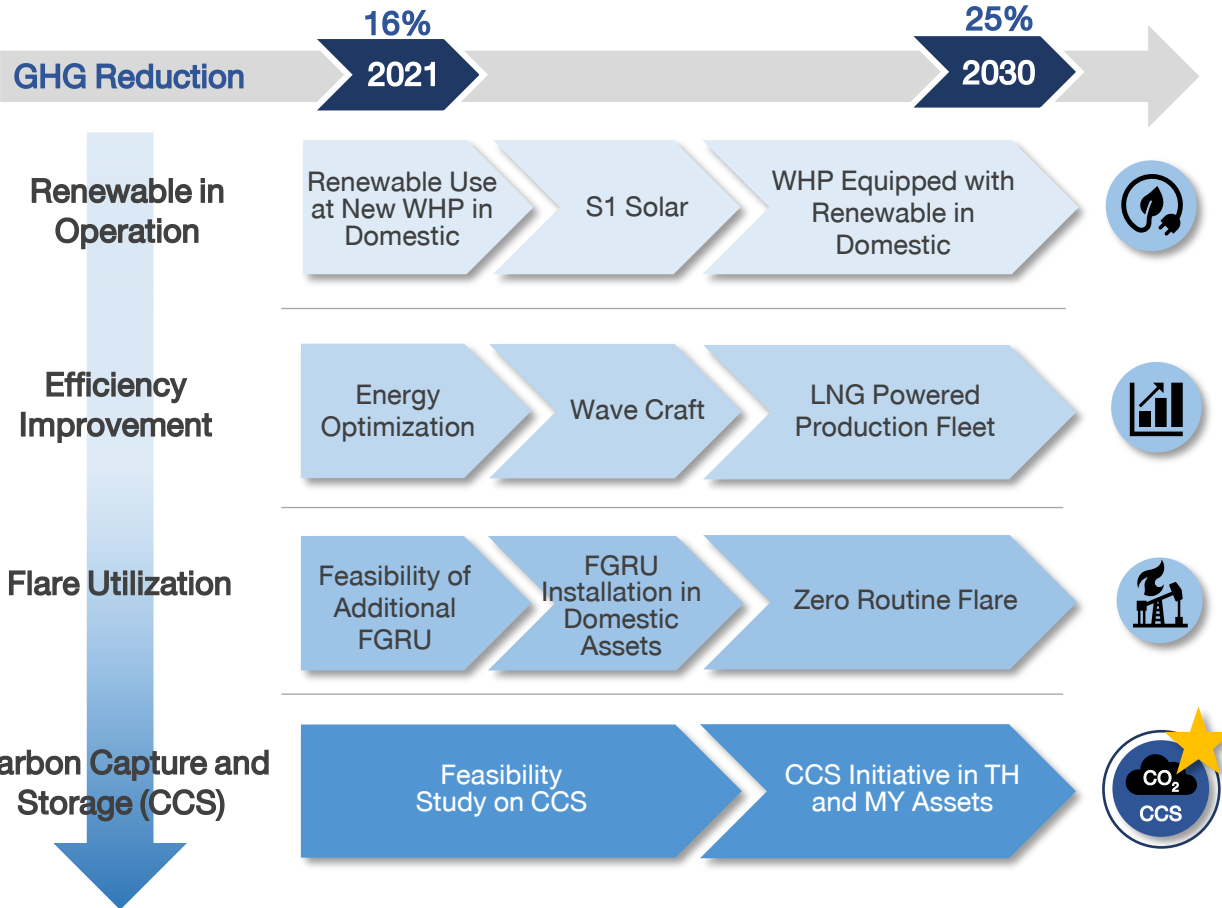 16%
25%
GHG Reduction
2021
2030
Renewable in
Operation
Renewable Use
at New WHP in
Domestic
S1 Solar
WHP Equipped with
Renewable in
Domestic
Efficiency
Improvement
Energy
Optimization
Wave Craft
LNG Powered
Production Fleet
Flare Utilization
Feasibility of
Additional
FGRU
FGRU
Installation in
Domestic
Assets
Zero Routine Flare
arbon Capture and
Storage (CCS)
Feasibility
Study on CCS
CCS Initiative in TH
and MY Assets
CO₂
CCS